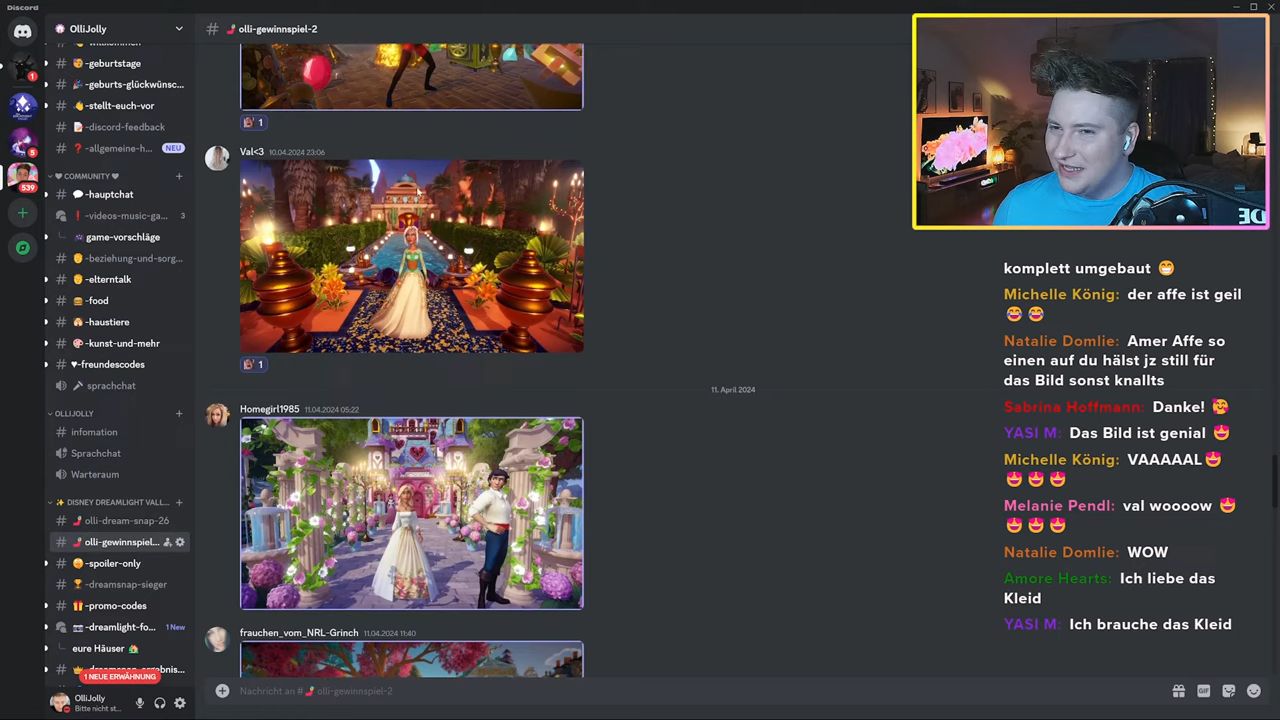 Discord
OlliJolly
-geburtstage
-geburts-glückwünsc...
-stellt-euch-vor
-discord-feedback
-allgemeine-h...
NEU
COMMUNITY
-hauptchat
-videos-music-ga...
3
game-vorschläge
-beziehung-und-sorg...
-elterntalk
-food
-haustiere
-kunst-und-mehr
-freundescodes
sprachchat
OLLIJOLLY
infomation
Sprachchat
Warteraum
DISNEY DREAMLIGHT VALL...
olli-dream-snap-26
olli-gewinnspiel...
-spoiler-only
-dreamsnap-sieger
-promo-codes
-dreamlight-fo...
1 New
eure Häuser
-dreamsnap-ergebnis...
1 NEUE ERWÄHNUNG
OlliJolly
Bitte nicht st...
1
5
539
# olli-gewinnspiel-2
1
Val<3 10.04.2024 23:06
1
11. April 2024
Homegirl1985 11.04.2024 05:22
frauchen_vom_NRL-Grinch 11.04.2024 11:40
Nachricht an # olli-gewinnspiel-2
GIF
DE
komplett umgebaut 😁
Michelle König: der affe ist geil
😂 😂
Natalie Domlie: Amer Affe so
einen auf du hälst jz still für
das Bild sonst knallts
Sabrina Hoffmann: Danke! 🥰
YASI M: Das Bild ist genial 😍
Michelle König: VAAAAAL😍
😍 😍 😍
Melanie Pendl: val woooow 😍
😍 😍 😍
Natalie Domlie: WOW
Amore Hearts: Ich liebe das
Kleid
YASI M: Ich brauche das Kleid